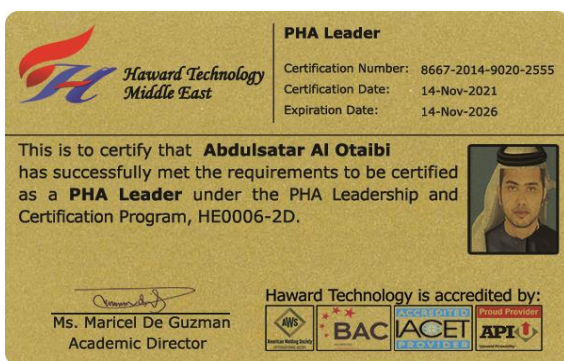 Haward Technology
Middle East
PHA Leader
Certification Number: 8667-2014-9020-2555
Certification Date: 14-Nov-2021
Expiration Date: 14-Nov-2026
This is to certify that Abdulsatar Al Otaibi
has successfully met the requirements to be certified
as a PHA Leader under the PHA Leadership and
Certification Program, HE0006-2D.
Ms. Maricel De Guzman
Academic Director
Haward Technology is accredited by:
AWS
American Welding Society
BAC
ACCREDITED
IACET
PROVIDER
Proud Provider
API